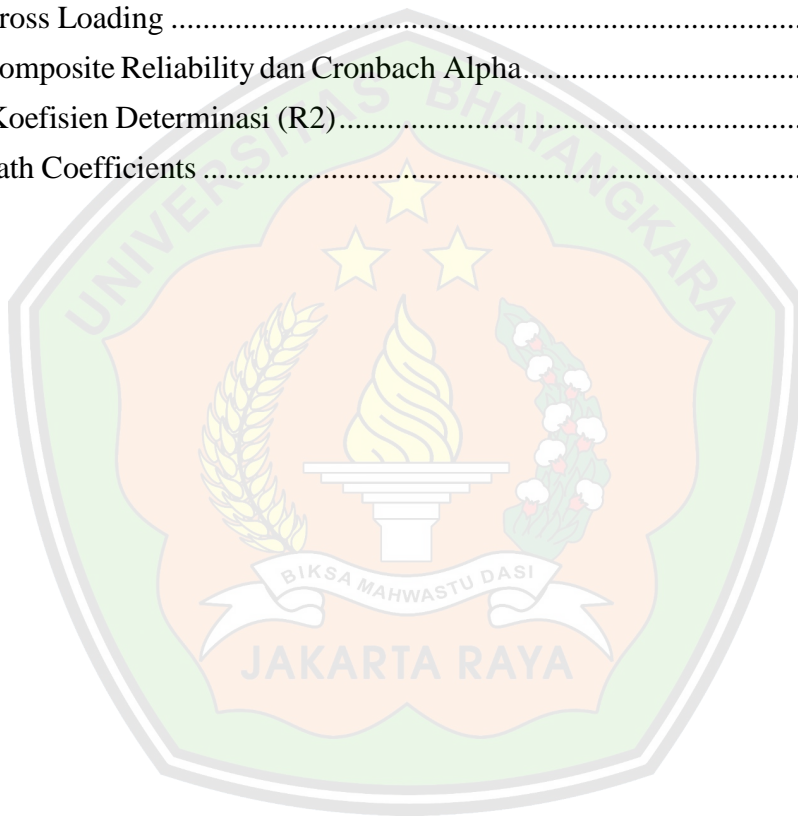 ross Loading ..............................................................................
omposite Reliability dan Cronbach Alpha...................................
Koefisien Determinasi (R2)..........................................................
ath Coefficients ..........................................................................
UNIVERSITAS BHAYANGKARA
BIKSA MAHWASTU DASI
JAKARTA RAYA